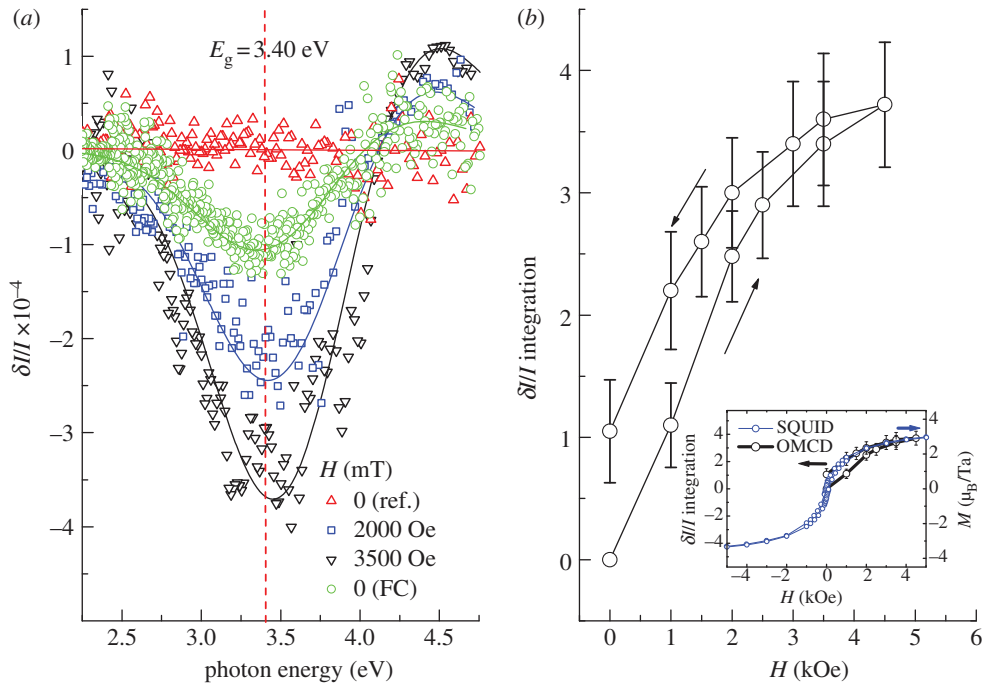 (a)
E_g = 3.40 eV
1
0
−1
−2
−3
−4
δI/I ×10⁻⁴
H (mT)
0 (ref.)
2000 Oe
3500 Oe
0 (FC)
2.5
3.0
3.5
4.0
4.5
photon energy (eV)
(b)
4
3
2
1
0
δI/I integration
SQUID
OMCD
4
2
0
−2
−4
δI/I integration
4
2
0
−2
−4
M (μ_B/Ta)
−4
−2
0
2
4
H (kOe)
0
1
2
3
4
5
6
H (kOe)